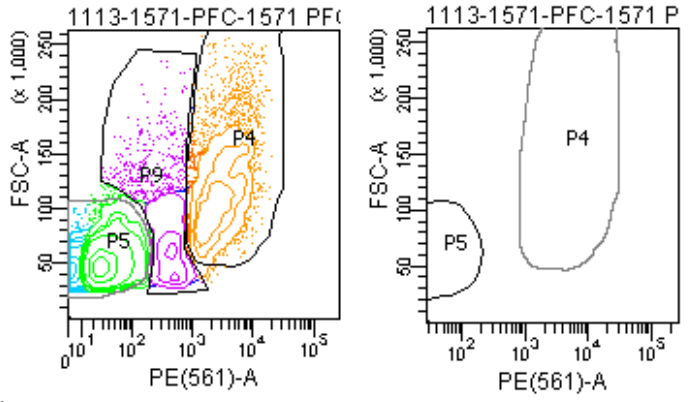 1113-1571-PFC-1571 PF
FSC-A (x 1,000)
250
200
150
100
50
P9
P4
P5
0 10^1 10^2 10^3 10^4 10^5
PE(561)-A
1113-1571-PFC-1571 P
FSC-A (x 1,000)
250
200
150
100
50
P4
P5
10^2 10^3 10^4 10^5
PE(561)-A